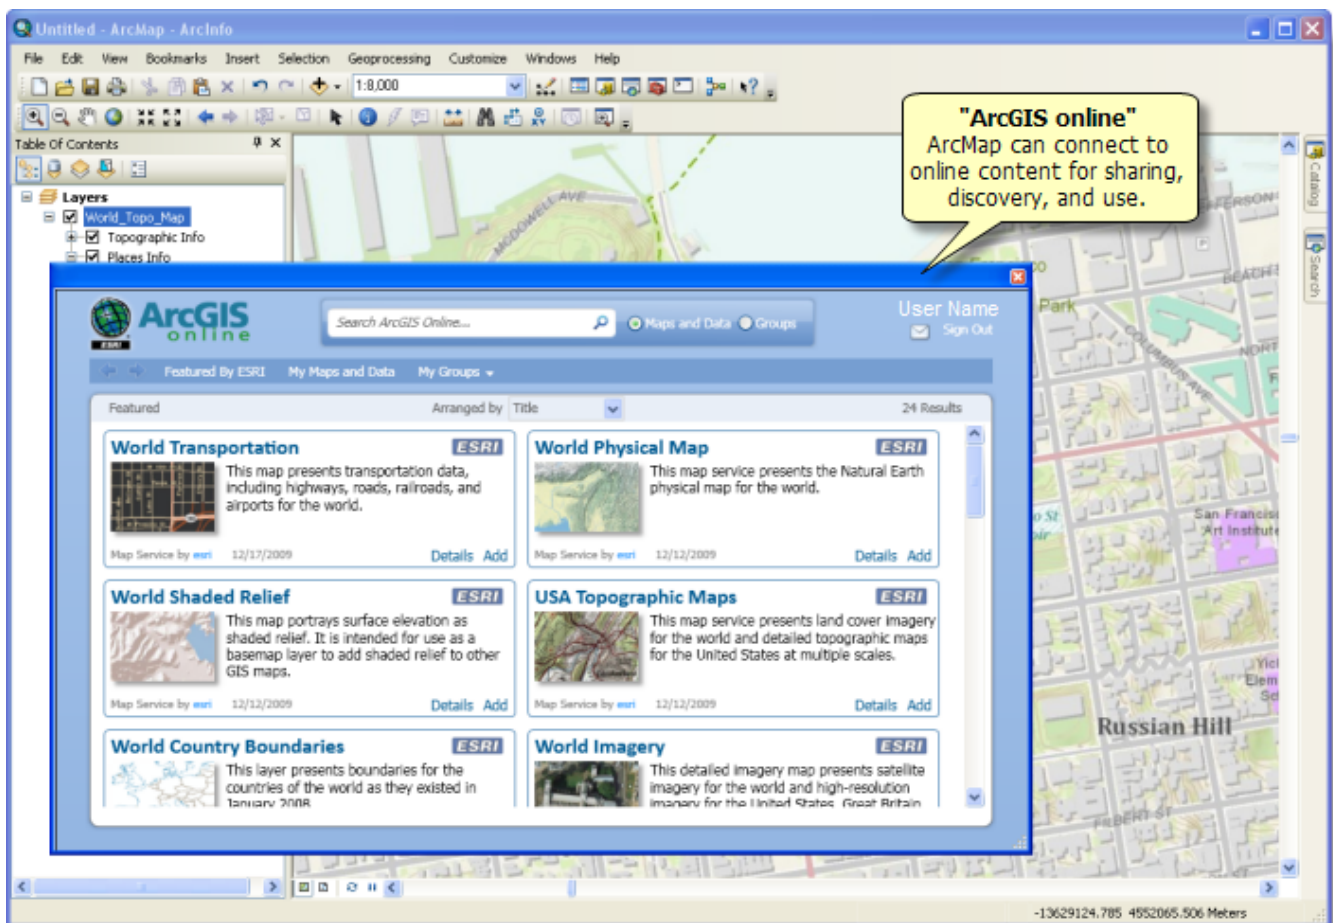 Untitled - ArcMap - ArcInfo
File Edit View Bookmarks Insert Selection Geoprocessing Customize Windows Help
1:8,000
Table Of Contents
Layers
World_Topo_Map
Topographic Info
Places Info
"ArcGIS online"
ArcMap can connect to
online content for sharing,
discovery, and use.
Catalog
Search
MCDOWELL AVE
BEACH
Park
COLUMBUS AVE
NORT
San Francisc
Art Institute
Elem
Russian Hill
FILBERT ST
ESRI
ArcGIS
online
Search ArcGIS Online...
Maps and Data Groups
User Name
Sign Out
Featured By ESRI My Maps and Data My Groups
Featured Arranged by Title 24 Results
World Transportation ESRI
This map presents transportation data,
including highways, roads, railroads, and
airports for the world.
Map Service by esri 12/17/2009 Details Add
World Physical Map ESRI
This map service presents the Natural Earth
physical map for the world.
Map Service by esri 12/12/2009 Details Add
World Shaded Relief ESRI
This map portrays surface elevation as
shaded relief. It is intended for use as a
basemap layer to add shaded relief to other
GIS maps.
Map Service by esri 12/12/2009 Details Add
USA Topographic Maps ESRI
This map service presents land cover imagery
for the world and detailed topographic maps
for the United States at multiple scales.
Map Service by esri 12/12/2009 Details Add
World Country Boundaries ESRI
This layer presents boundaries for the
countries of the world as they existed in
January 2008
World Imagery ESRI
This detailed imagery map presents satellite
imagery for the world and high-resolution
imagery for the United States, Great Britain
-13629124.785 4552065.506 Meters